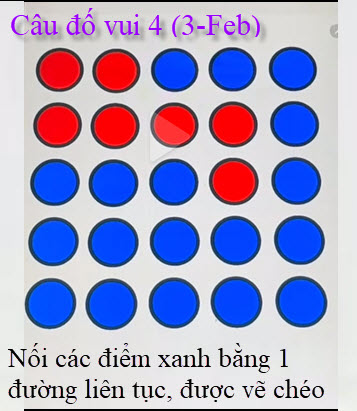 Câu đố vui 4 (3-Feb)
Nối các điểm xanh bằng 1
đường liên tục, được vẽ chéo